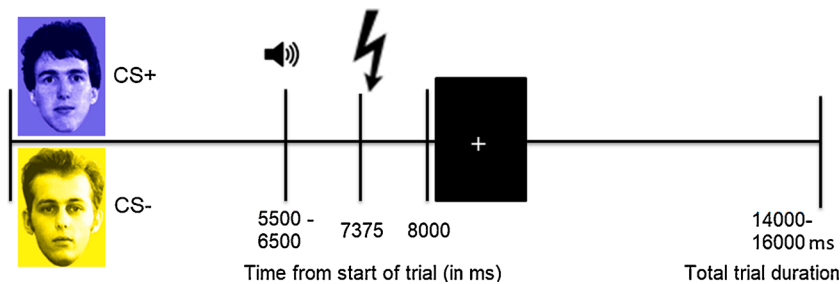 CS+
CS-
5500 -
6500
7375
8000
14000-
16000 ms
Time from start of trial (in ms)
Total trial duration